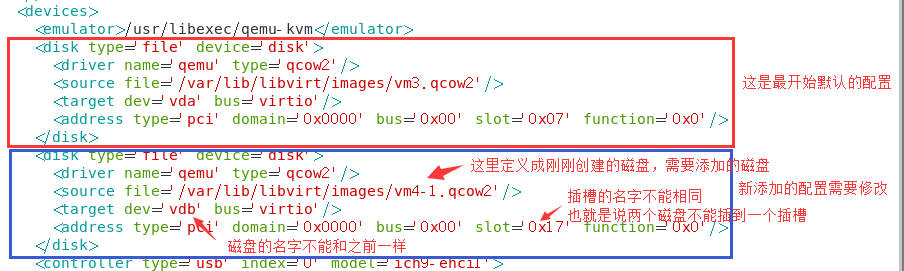 <devices>
<emulator>/usr/libexec/qemu-kvm</emulator>
<disk type='file' device='disk'>
<driver name='qemu' type='qcow2'/>
<source file='/var/lib/libvirt/images/vm3.qcow2'/>
这是最开始默认的配置
<target dev='vda' bus='virtio'/>
<address type='pci' domain='0x0000' bus='0x00' slot='0x07' function='0x0'/>
</disk>
<disk type='file' device='disk'>
<driver name='qemu' type='qcow2'/>
这里定义成刚刚创建的磁盘，需要添加的磁盘
<source file='/var/lib/libvirt/images/vm4-1.qcow2'/>
插槽的名字不能相同
新添加的配置需要修改
<target dev='vdb' bus='virtio'/>
也就是说两个磁盘不能插到一个插槽
<address type='pci' domain='0x0000' bus='0x00' slot='0x17' function='0x0'/>
</disk>
磁盘的名字不能和之前一样
<controller type='usb' index='0' model='ich9-ehci1'>